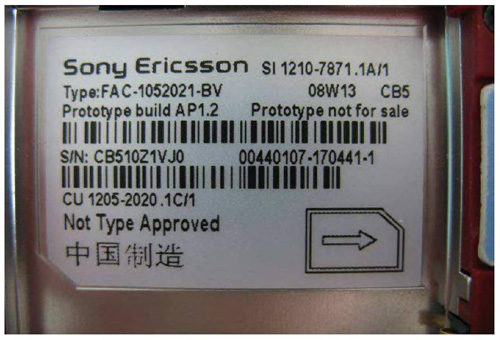 Sony Ericsson SI 1210-7871.1A/1
Type:FAC-1052021-BV 08W13 CB5
Prototype build AP1.2 Prototype not for sale
S/N: CB510Z1VJ0 00440107-170441-1
CU 1205-2020.1C/1
Not Type Approved
中国制造